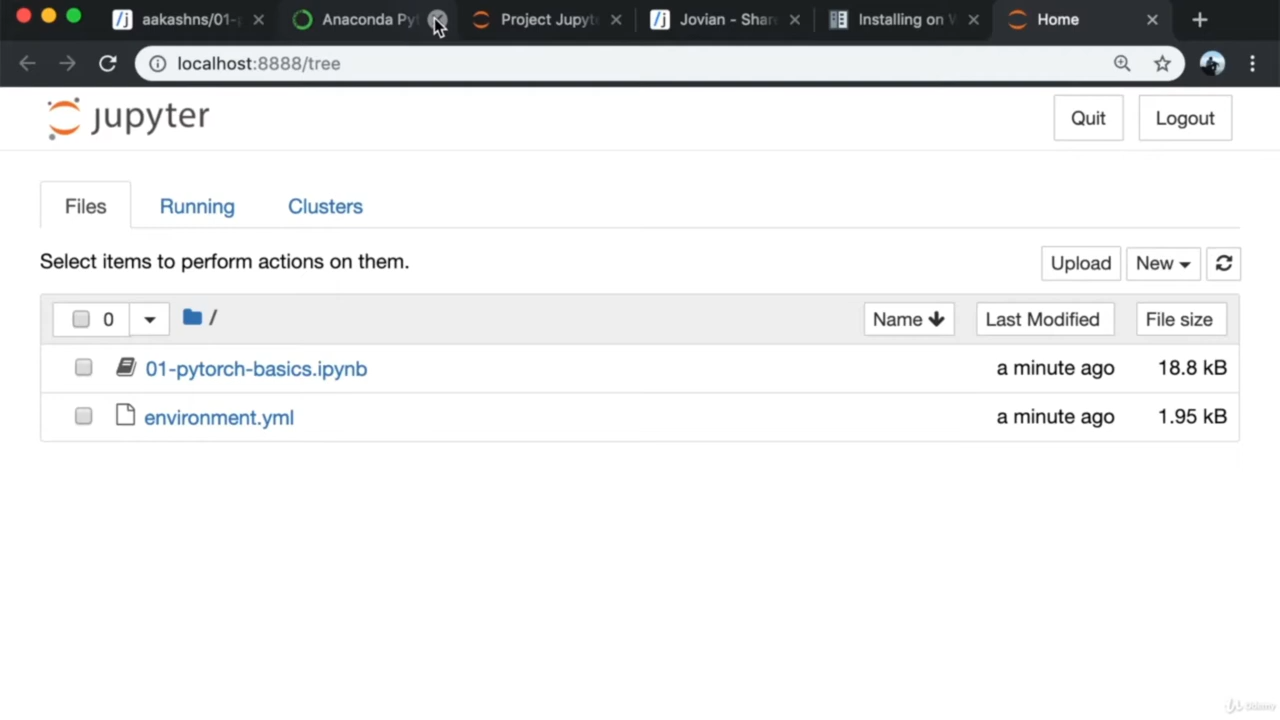 aakashns/01-
Anaconda Pyt
Project Jupyt
Jovian - Shar
Installing on W
Home
localhost:8888/tree
jupyter
Quit
Logout
Files
Running
Clusters
Select items to perform actions on them.
Upload
New
0
/
Name
Last Modified
File size
01-pytorch-basics.ipynb
a minute ago
18.8 kB
environment.yml
a minute ago
1.95 kB
Udemy